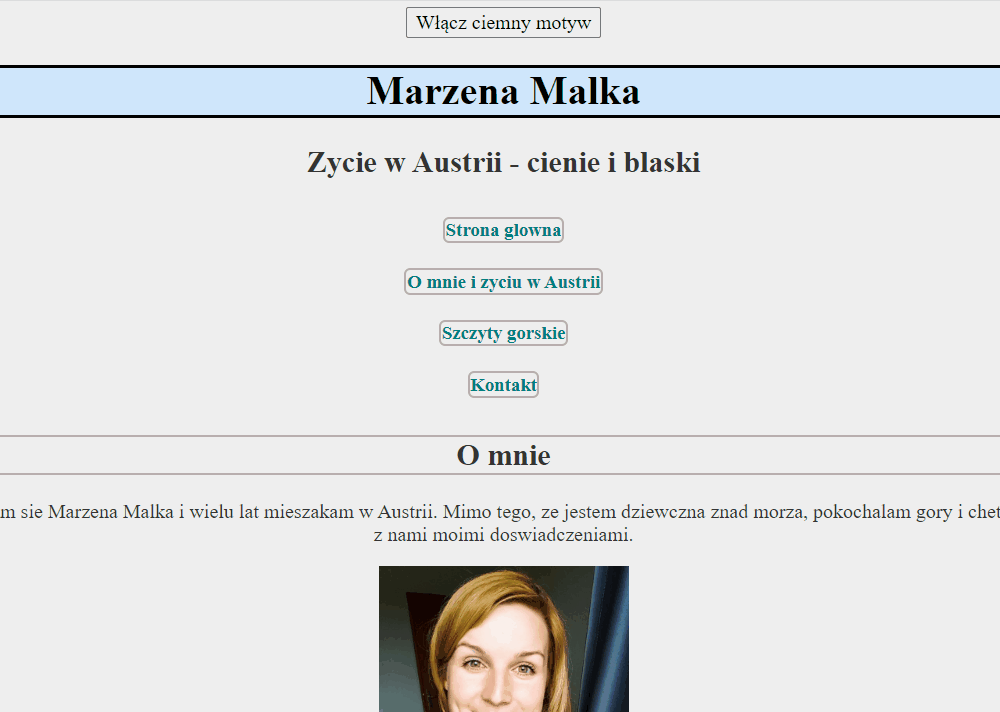 Włącz ciemny motyw
Marzena Malka
Zycie w Austrii - cienie i blaski
Strona glowna
O mnie i zyciu w Austrii
Szczyty gorskie
Kontakt
O mnie
m sie Marzena Malka i wielu lat mieszakam w Austrii. Mimo tego, ze jestem dziewczna znad morza, pokochalam gory i chet
z nami moimi doswiadczeniami.